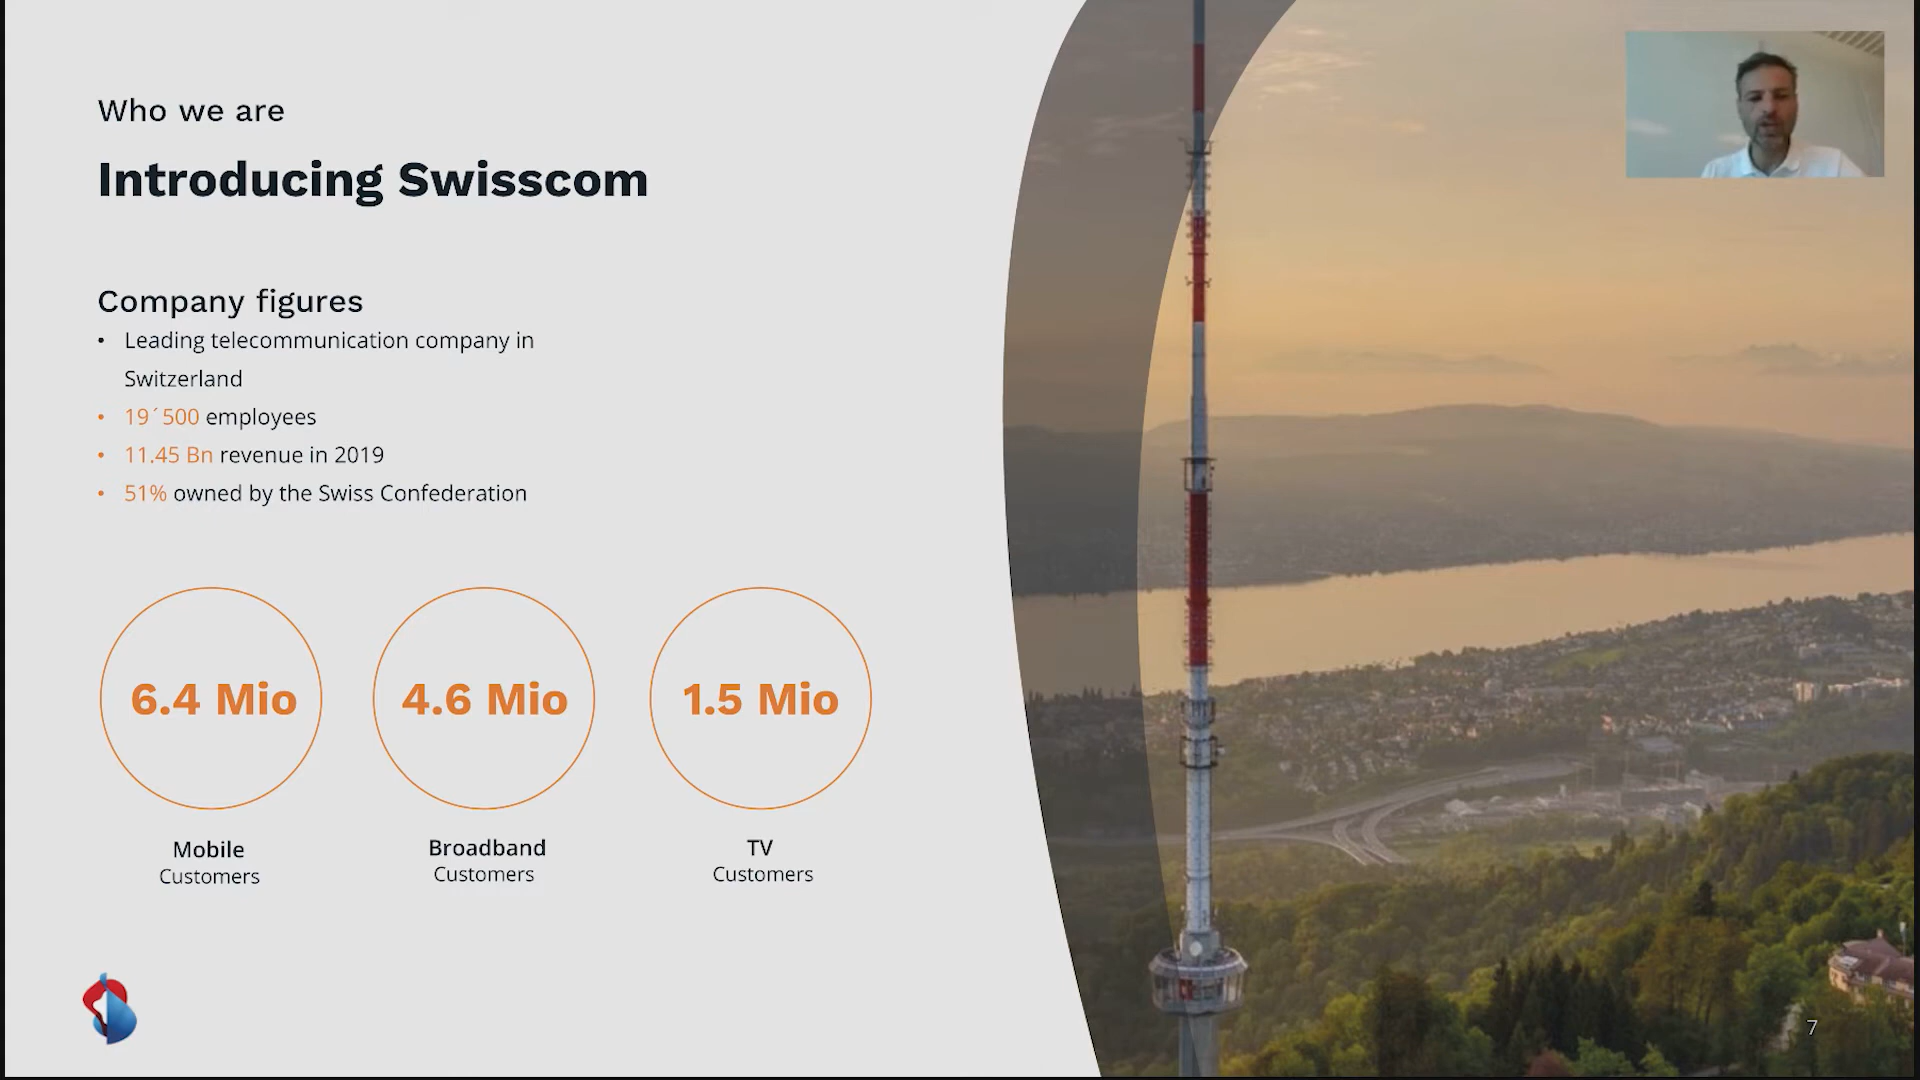 Who we are
Introducing Swisscom
Company figures
• Leading telecommunication company in
Switzerland
• 19´500 employees
• 11.45 Bn revenue in 2019
• 51% owned by the Swiss Confederation
6.4 Mio
4.6 Mio
1.5 Mio
Mobile
Customers
Broadband
Customers
TV
Customers
7